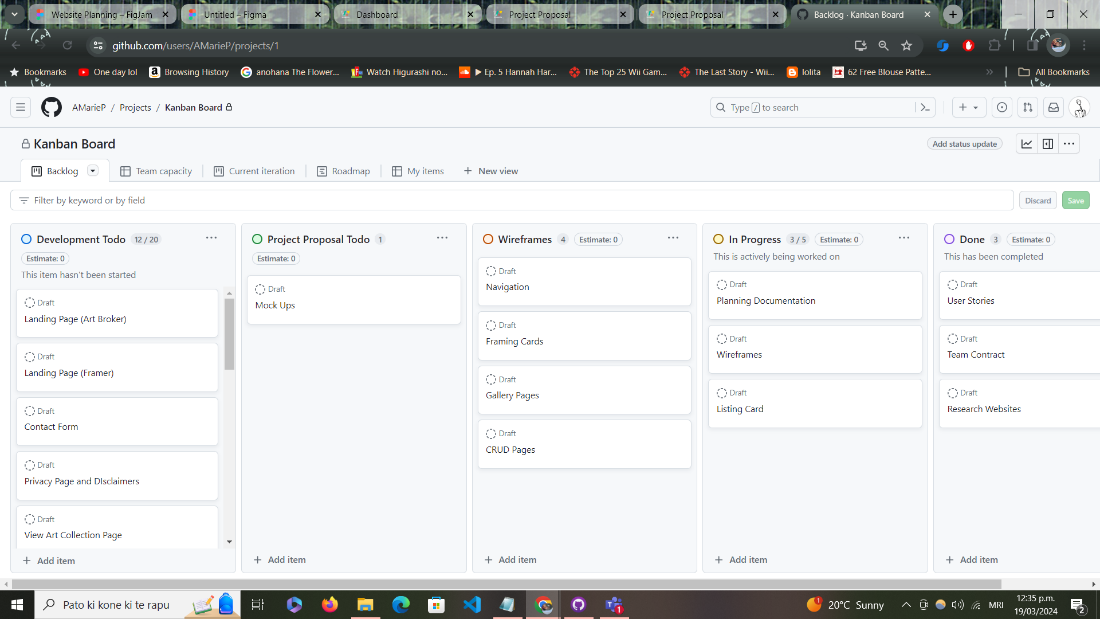 Website Planning – FigJam
Untitled – Figma
Dashboard
Project Proposal
Project Proposal
Backlog · Kanban Board
github.com/users/AMarieP/projects/1
Bookmarks
One day lol
Browsing History
anohana The Flower...
Watch Higurashi no...
▶ Ep. 5 Hannah Har...
The Top 25 Wii Gam...
The Last Story - Wii...
lolita
62 Free Blouse Patte...
»
All Bookmarks
AMarieP / Projects / Kanban Board
Type / to search
Kanban Board
Add status update
Backlog
Team capacity
Current iteration
Roadmap
My items
+ New view
Filter by keyword or by field
Discard
Save
Development Todo 12 / 20
Estimate: 0
This item hasn't been started
Draft
Landing Page (Art Broker)
Draft
Landing Page (Framer)
Draft
Contact Form
Draft
Privacy Page and DIsclaimers
Draft
View Art Collection Page
+ Add item
Project Proposal Todo 1
Estimate: 0
Draft
Mock Ups
+ Add item
Wireframes 4 Estimate: 0
Draft
Navigation
Draft
Framing Cards
Draft
Gallery Pages
Draft
CRUD Pages
+ Add item
In Progress 3 / 5 Estimate: 0
This is actively being worked on
Draft
Planning Documentation
Draft
Wireframes
Draft
Listing Card
+ Add item
Done 3 Estimate: 0
This has been completed
Draft
User Stories
Draft
Team Contract
Draft
Research Websites
+ Add item
Pato ki kone ki te rapu
20°C Sunny
MRI
12:35 p.m.
19/03/2024